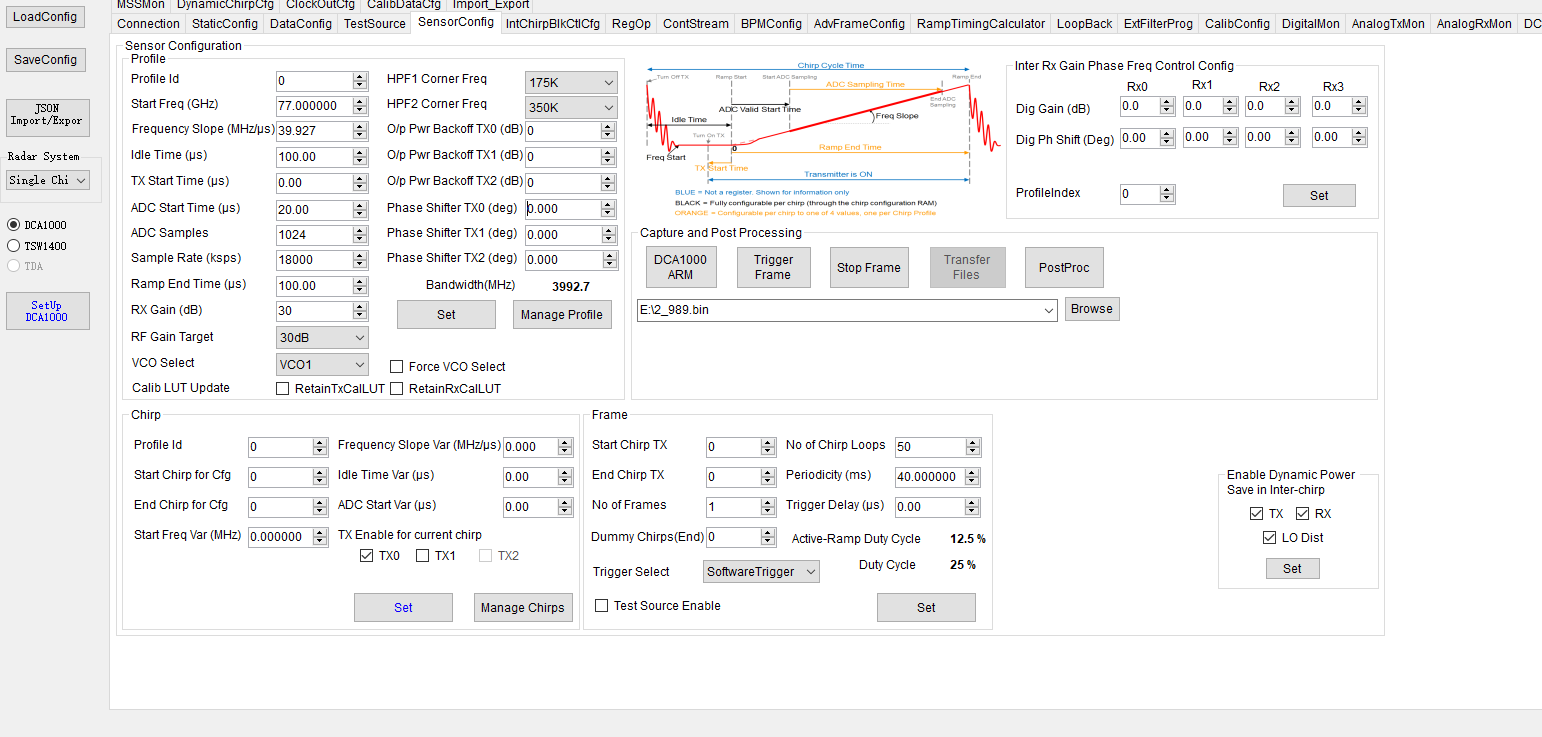 MSSMon DynamicChirpCfg ClockOutCfg CalibDataCfg Import_Export
Connection StaticConfig DataConfig TestSource SensorConfig IntChirpBlkCtlCfg RegOp ContStream BPMConfig AdvFrameConfig RampTimingCalculator LoopBack ExtFilterProg CalibConfig DigitalMon AnalogTxMon AnalogRxMon DC
LoadConfig
SaveConfig
JSON
Import/Expor
Radar System
Single Chi
DCA1000
TSW1400
TDA
SetUp
DCA1000
Sensor Configuration
Profile
Profile Id 0
Start Freq (GHz) 77.000000
Frequency Slope (MHz/µs) 39.927
Idle Time (µs) 100.00
TX Start Time (µs) 0.00
ADC Start Time (µs) 20.00
ADC Samples 1024
Sample Rate (ksps) 18000
Ramp End Time (µs) 100.00
RX Gain (dB) 30
RF Gain Target 30dB
VCO Select VCO1
Calib LUT Update RetainTxCalLUT RetainRxCalLUT
HPF1 Corner Freq 175K
HPF2 Corner Freq 350K
O/p Pwr Backoff TX0 (dB) 0
O/p Pwr Backoff TX1 (dB) 0
O/p Pwr Backoff TX2 (dB) 0
Phase Shifter TX0 (deg) 0.000
Phase Shifter TX1 (deg) 0.000
Phase Shifter TX2 (deg) 0.000
Bandwidth(MHz) 3992.7
Set Manage Profile
Force VCO Select
Chirp Cycle Time
Turn Off TX Ramp Start Start ADC Sampling Ramp End
ADC Sampling Time
End ADC
Sampling
ADC Valid Start Time
Idle Time
Freq Slope
Turn On TX
0
Ramp End Time
Freq Start
TX Start Time
Transmitter is ON
BLUE = Not a register. Shown for information only
BLACK = Fully configurable per chirp (through the chirp configuration RAM)
ORANGE = Configurable per chirp to one of 4 values, one per Chirp Profile
Inter Rx Gain Phase Freq Control Config
Rx0 Rx1 Rx2 Rx3
Dig Gain (dB) 0.0 0.0 0.0 0.0
Dig Ph Shift (Deg) 0.00 0.00 0.00 0.00
ProfileIndex 0 Set
Capture and Post Processing
DCA1000
ARM
Trigger
Frame
Stop Frame
Transfer
Files
PostProc
E:\2_989.bin Browse
Chirp
Profile Id 0
Start Chirp for Cfg 0
End Chirp for Cfg 0
Start Freq Var (MHz) 0.000000
Frequency Slope Var (MHz/µs) 0.000
Idle Time Var (µs) 0.00
ADC Start Var (µs) 0.00
TX Enable for current chirp
TX0 TX1 TX2
Set Manage Chirps
Frame
Start Chirp TX 0
End Chirp TX 0
No of Frames 1
Dummy Chirps(End) 0
Trigger Select SoftwareTrigger
Test Source Enable
No of Chirp Loops 50
Periodicity (ms) 40.000000
Trigger Delay (µs) 0.00
Active-Ramp Duty Cycle 12.5 %
Duty Cycle 25 %
Set
Enable Dynamic Power
Save in Inter-chirp
TX RX
LO Dist
Set